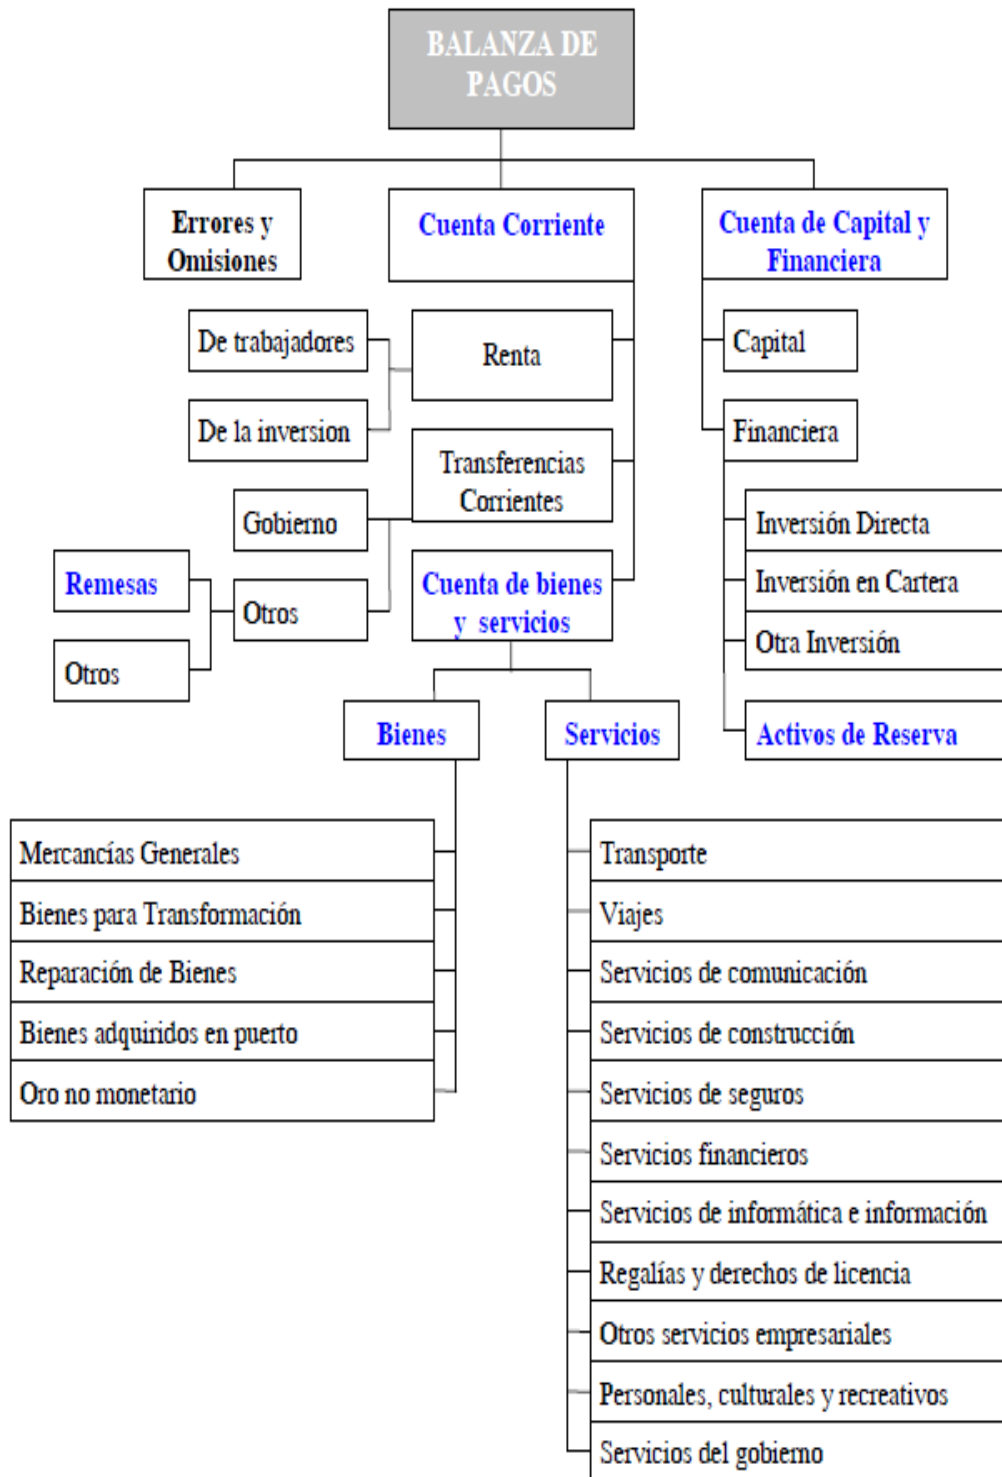 BALANZA DE
PAGOS
Errores y
Omisiones
Cuenta Corriente
Cuenta de Capital y
Financiera
De trabajadores
Renta
Capital
De la inversion
Financiera
Transferencias
Corrientes
Gobierno
Inversión Directa
Remesas
Cuenta de bienes
y servicios
Inversión en Cartera
Otros
Otra Inversión
Otros
Bienes
Servicios
Activos de Reserva
Mercancías Generales
Bienes para Transformación
Reparación de Bienes
Bienes adquiridos en puerto
Oro no monetario
Transporte
Viajes
Servicios de comunicación
Servicios de construcción
Servicios de seguros
Servicios financieros
Servicios de informática e información
Regalías y derechos de licencia
Otros servicios empresariales
Personales, culturales y recreativos
Servicios del gobierno